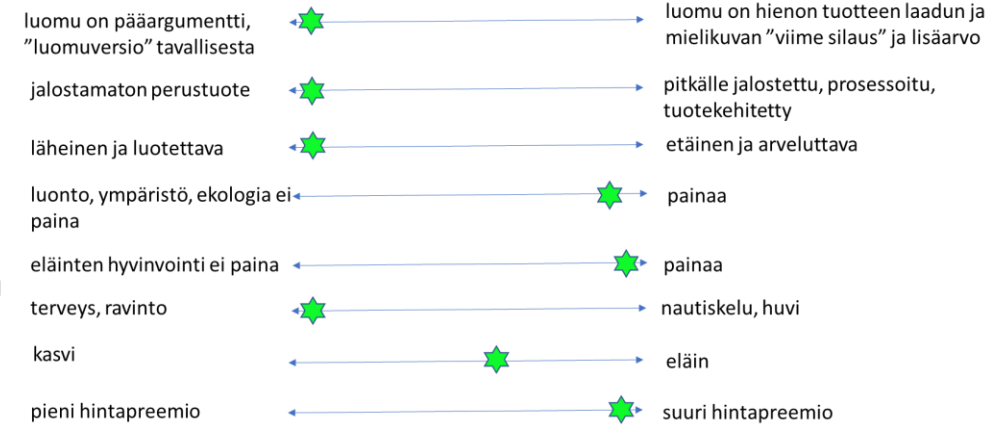 luomu on pääargumentti,
”luomuversio” tavallisesta
luomu on hienon tuotteen laadun ja
mielikuvan ”viime silaus” ja lisäarvo
jalostamaton perustuote
pitkälle jalostettu, prosessoitu,
tuotekehitetty
läheinen ja luotettava
etäinen ja arveluttava
luonto, ympäristö, ekologia ei
paina
painaa
eläinten hyvinvointi ei paina
painaa
terveys, ravinto
nautiskelu, huvi
kasvi
eläin
pieni hintapreemio
suuri hintapreemio